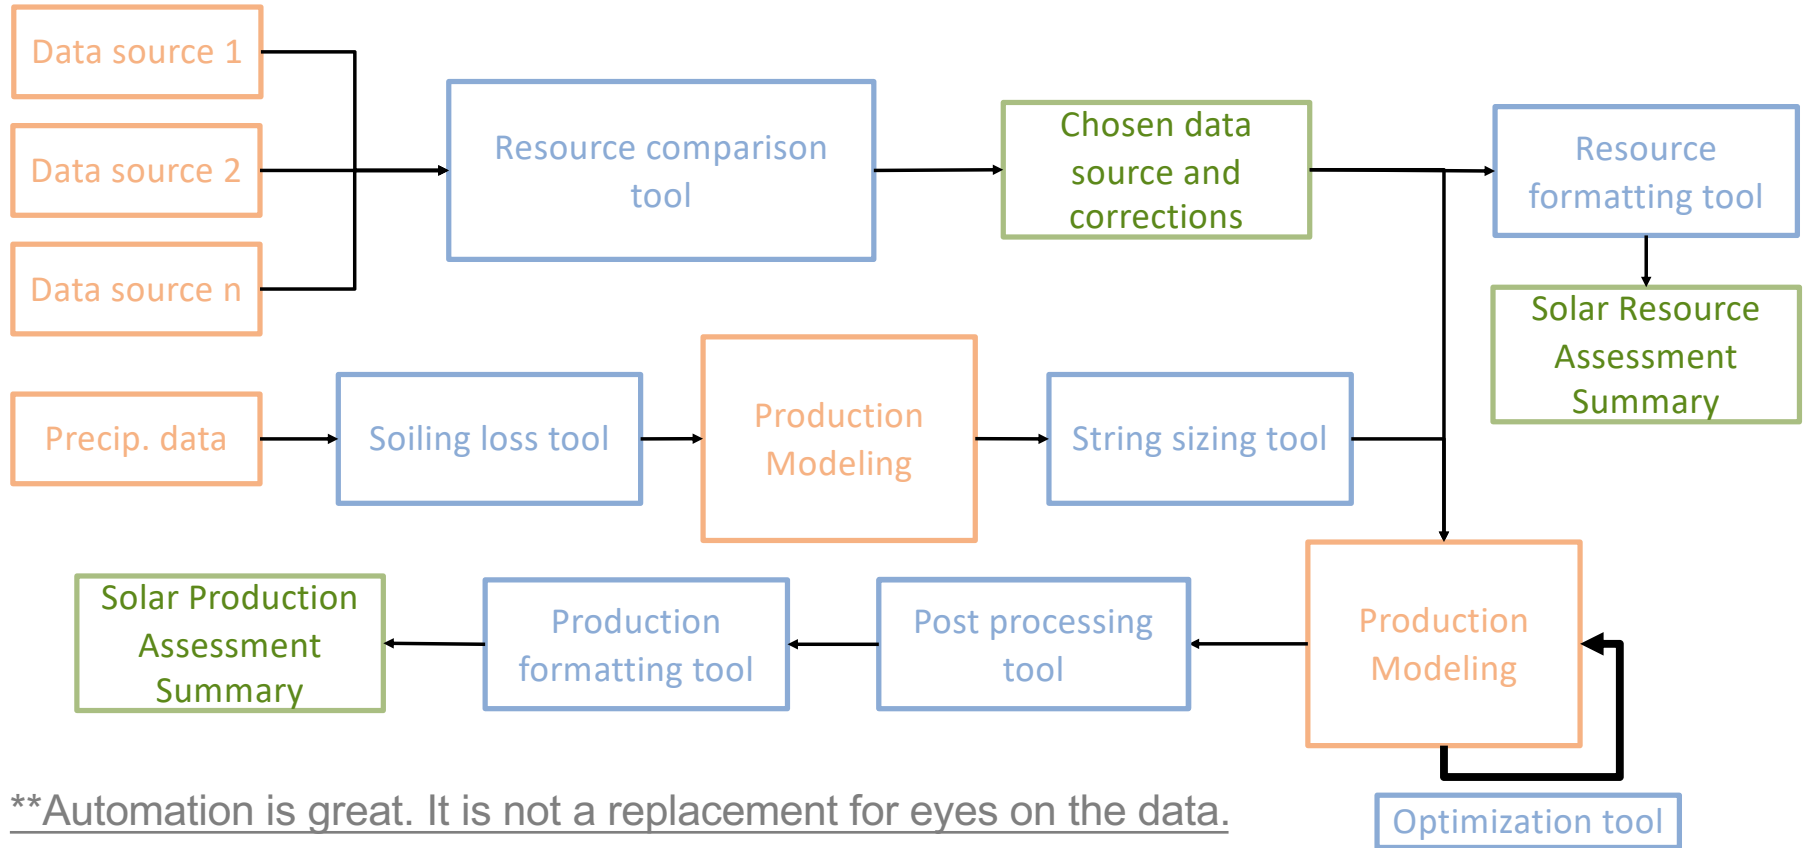 Data source 1
Data source 2
Data source n
Resource comparison
tool
Chosen data
source and
corrections
Resource
formatting tool
Solar Resource
Assessment
Summary
Precip. data
Soiling loss tool
Production
Modeling
String sizing tool
Solar Production
Assessment
Summary
Production
formatting tool
Post processing
tool
Production
Modeling
Optimization tool
**Automation is great. It is not a replacement for eyes on the data.